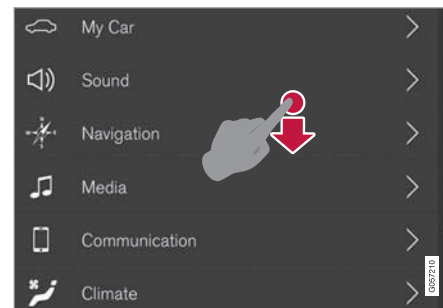 My Car
Sound
Navigation
Media
Communication
Climate
G057210